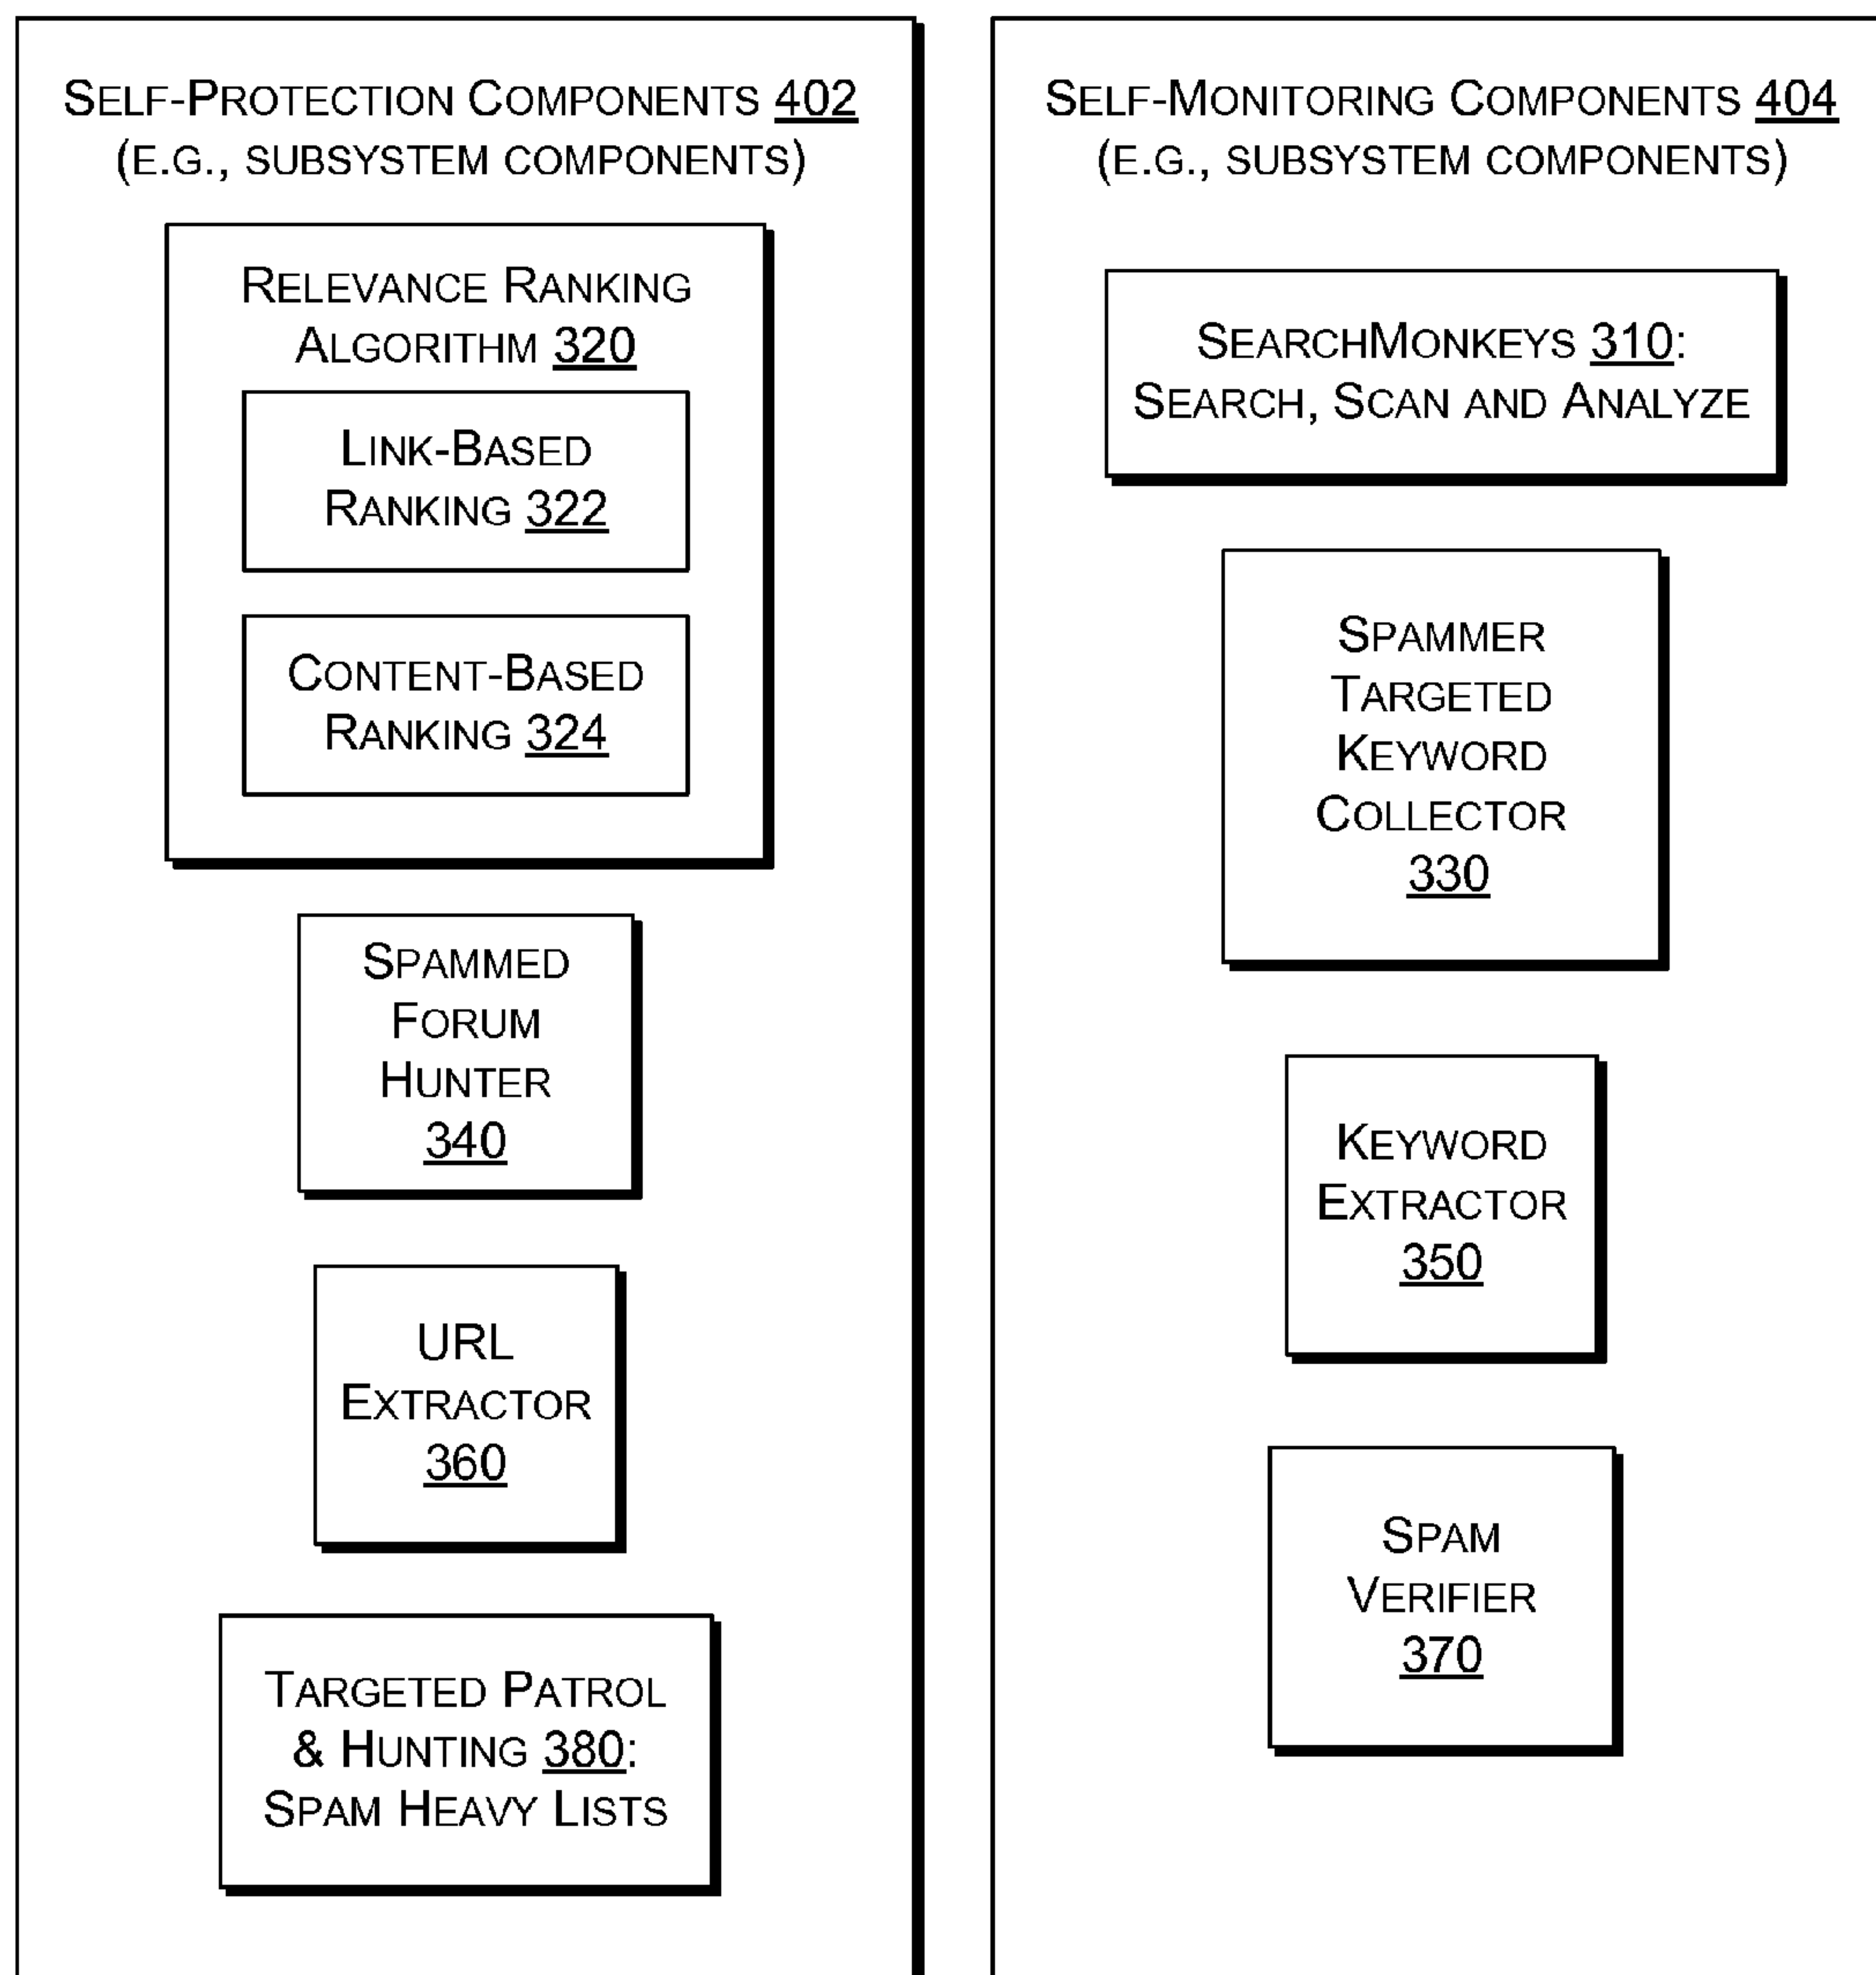 SELF-PROTECTION COMPONENTS 402
(E.G., SUBSYSTEM COMPONENTS)
RELEVANCE RANKING
ALGORITHM 320
LINK-BASED
RANKING 322
CONTENT-BASED
RANKING 324
SPAMMED
FORUM
HUNTER
340
URL
EXTRACTOR
360
TARGETED PATROL
& HUNTING 380:
SPAM HEAVY LISTS
SELF-MONITORING COMPONENTS 404
(E.G., SUBSYSTEM COMPONENTS)
SEARCHMONKEYS 310:
SEARCH, SCAN AND ANALYZE
SPAMMER
TARGETED
KEYWORD
COLLECTOR
330
KEYWORD
EXTRACTOR
350
SPAM
VERIFIER
370